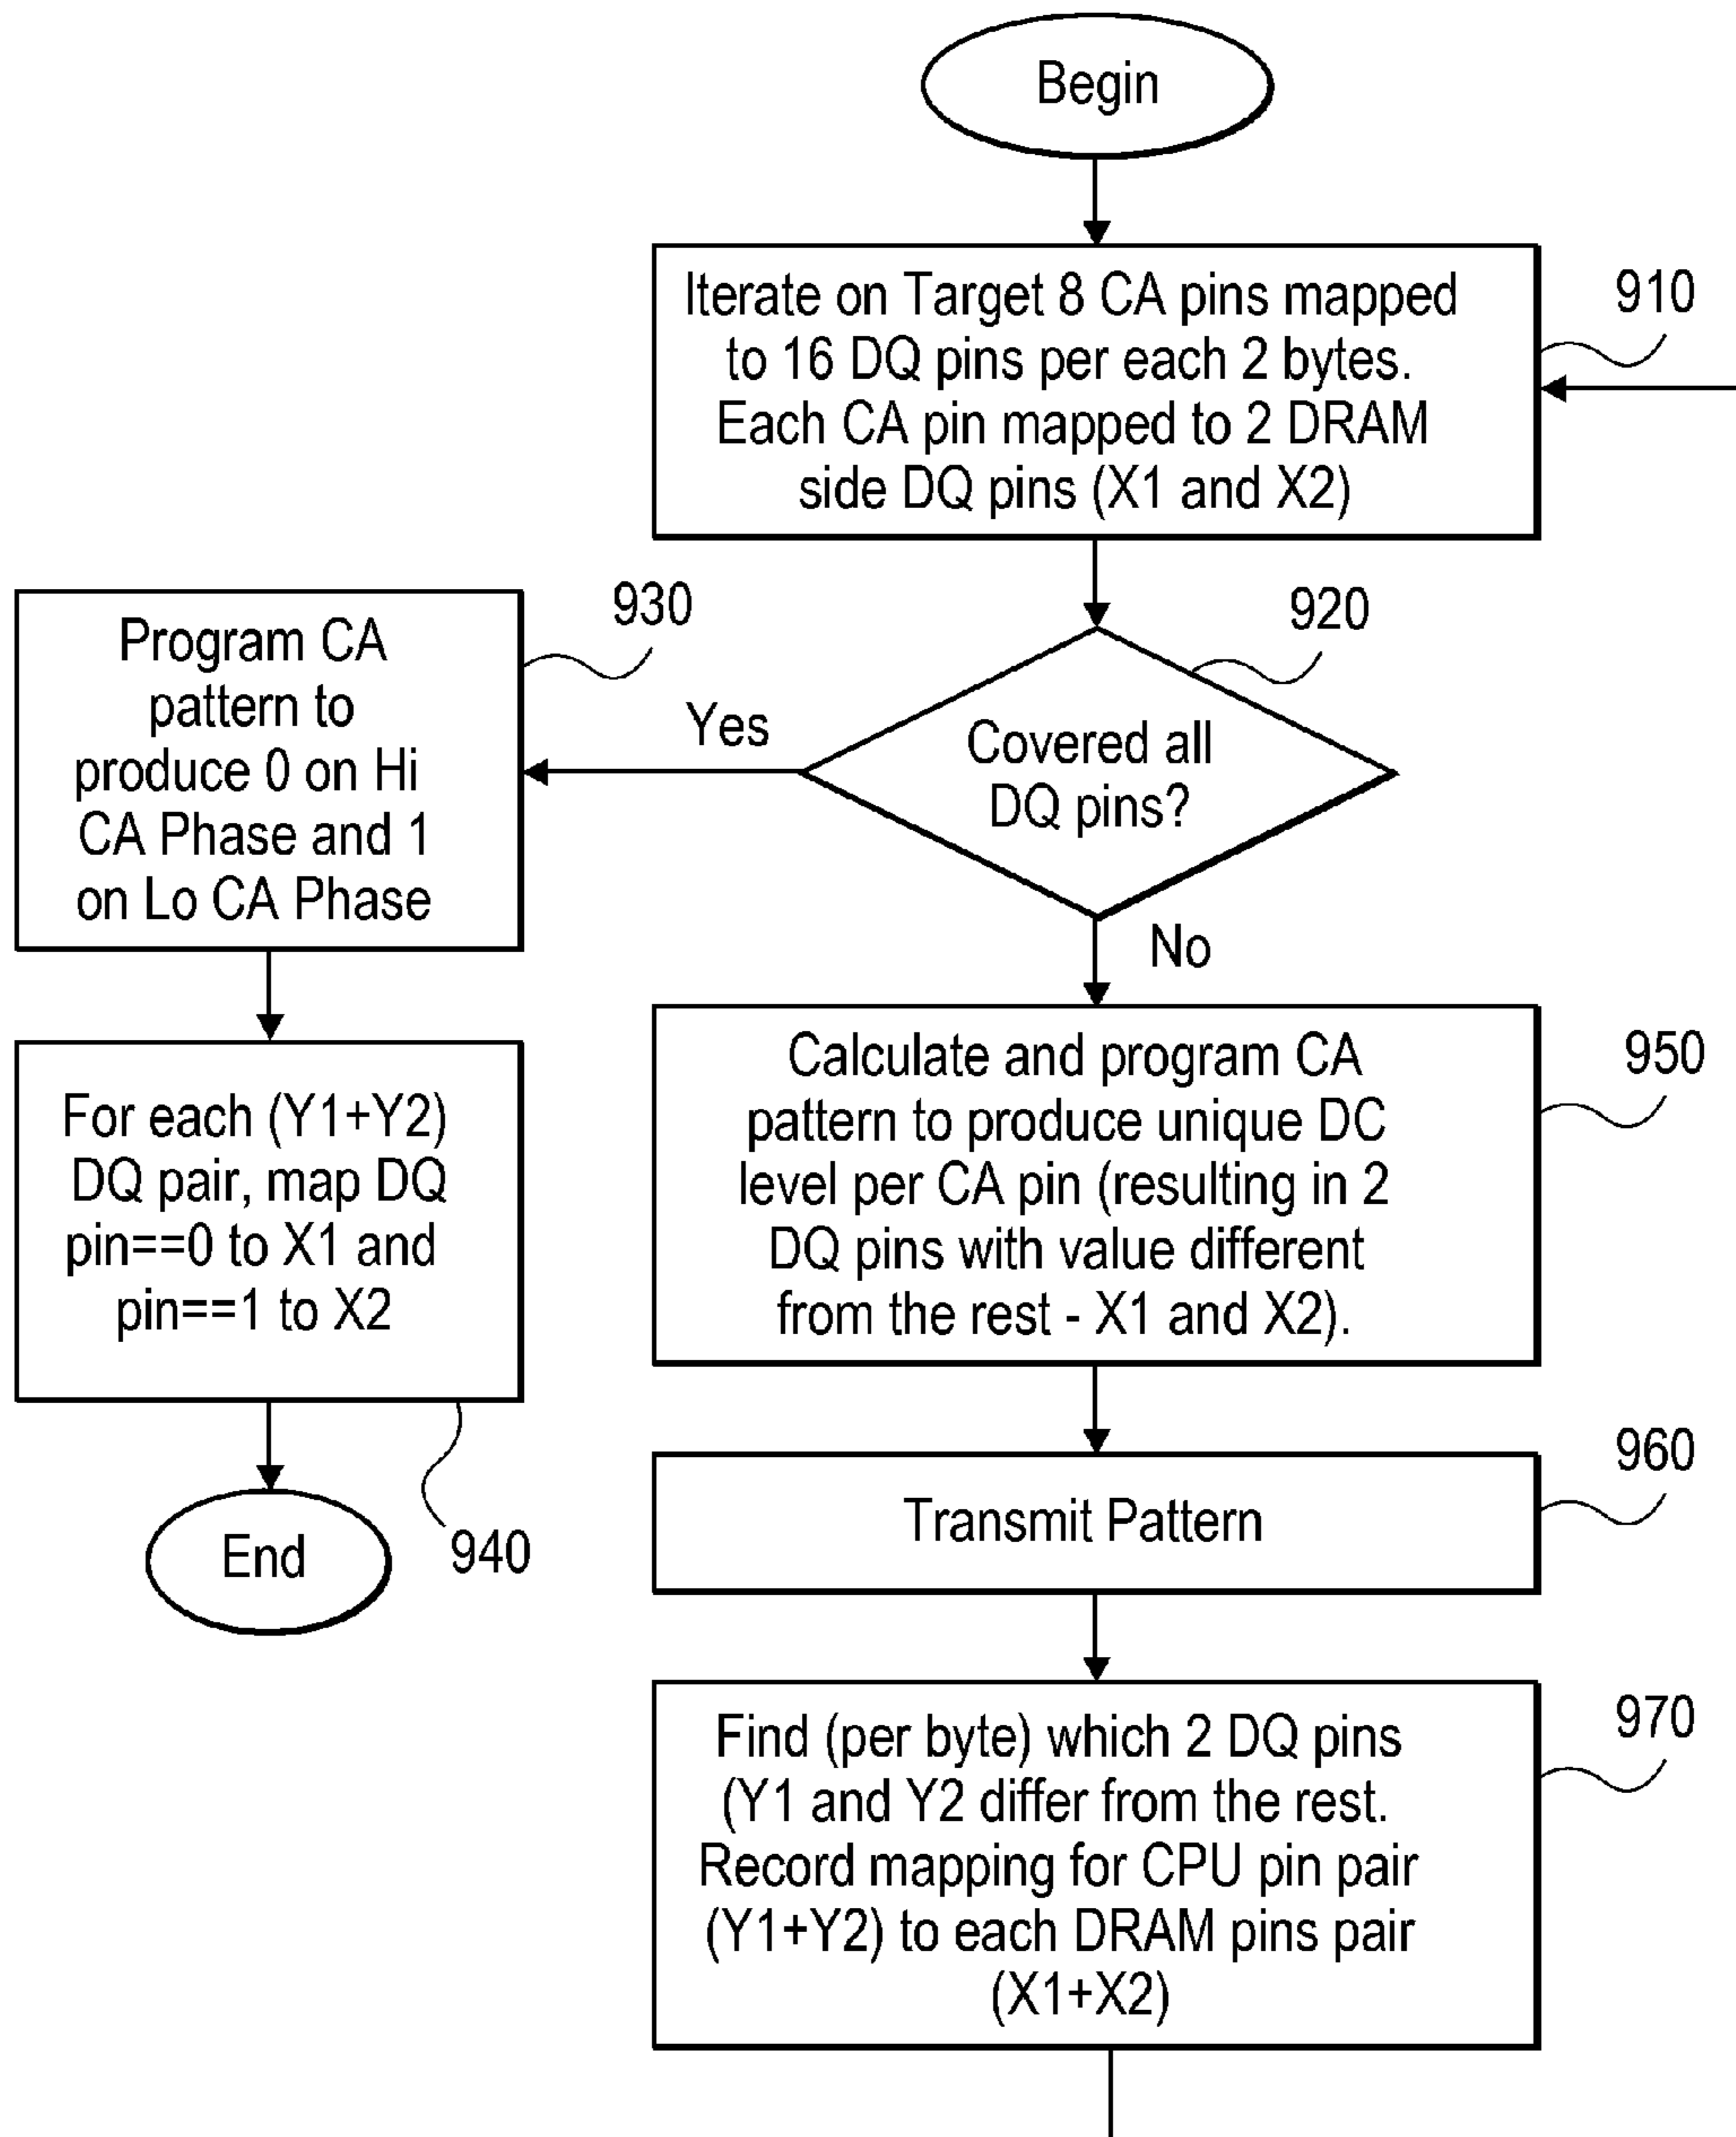 Begin
Iterate on Target 8 CA pins mapped
to 16 DQ pins per each 2 bytes.
Each CA pin mapped to 2 DRAM
side DQ pins (X1 and X2)
910
Covered all
DQ pins?
920
Yes
No
Program CA
pattern to
produce 0 on Hi
CA Phase and 1
on Lo CA Phase
930
For each (Y1+Y2)
DQ pair, map DQ
pin==0 to X1 and
pin==1 to X2
940
End
Calculate and program CA
pattern to produce unique DC
level per CA pin (resulting in 2
DQ pins with value different
from the rest - X1 and X2).
950
Transmit Pattern
960
Find (per byte) which 2 DQ pins
(Y1 and Y2 differ from the rest.
Record mapping for CPU pin pair
(Y1+Y2) to each DRAM pins pair
(X1+X2)
970